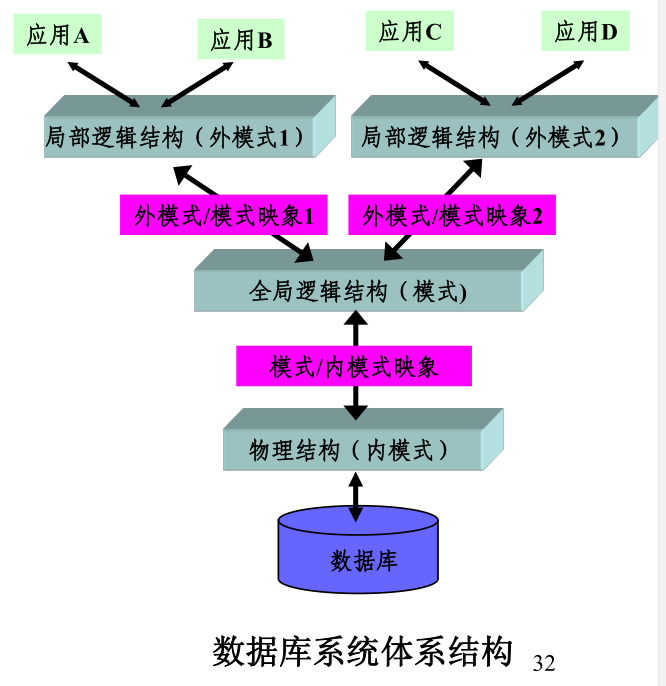 应用A
应用B
应用C
应用D
局部逻辑结构（外模式1）
局部逻辑结构（外模式2）
外模式/模式映象1
外模式/模式映象2
全局逻辑结构（模式)
模式/内模式映象
物理结构（内模式）
数据库
数据库系统体系结构
32